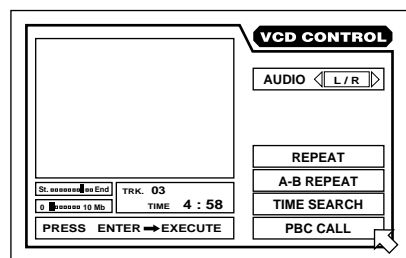 VCD CONTROL
AUDIO L / R
REPEAT
A-B REPEAT
TIME SEARCH
PBC CALL
St. End
0 10 Mb
TRK. 03
TIME 4 : 58
PRESS ENTER ➡ EXECUTE